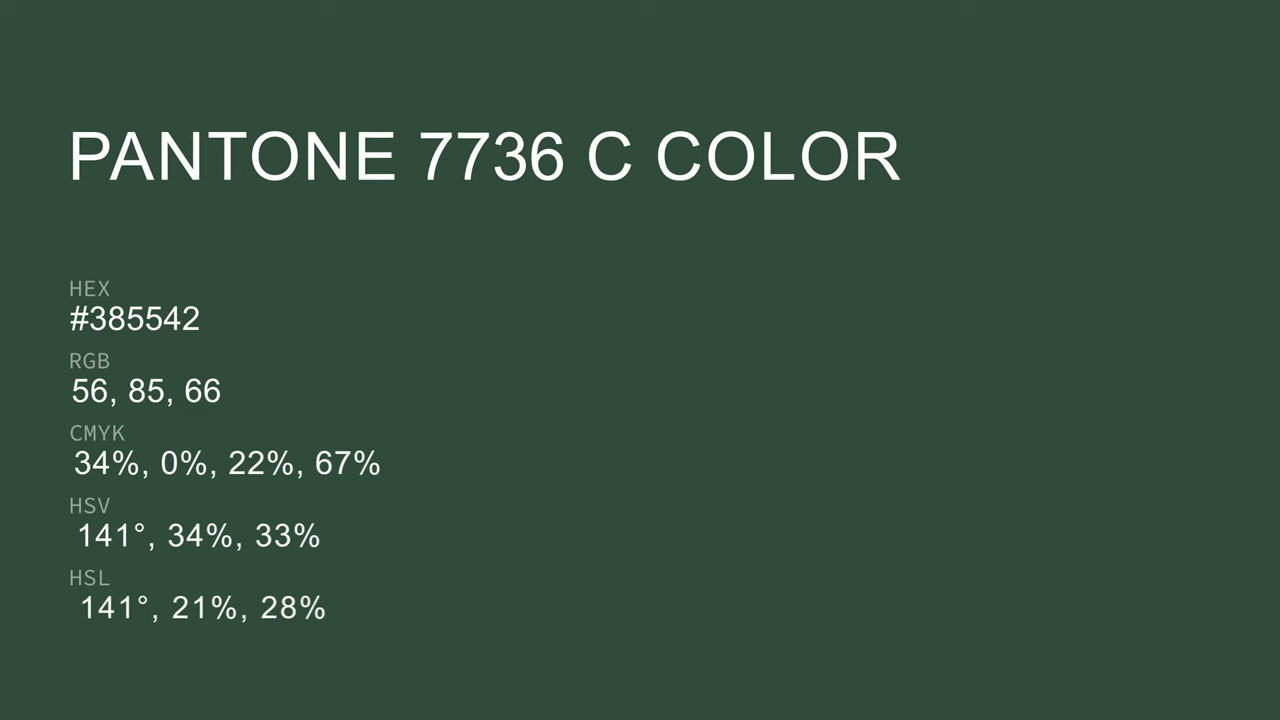 PANTONE 7736 C COLOR
HEX
#385542
RGB
56, 85, 66
CMYK
34%, 0%, 22%, 67%
HSV
141°, 34%, 33%
HSL
141°, 21%, 28%